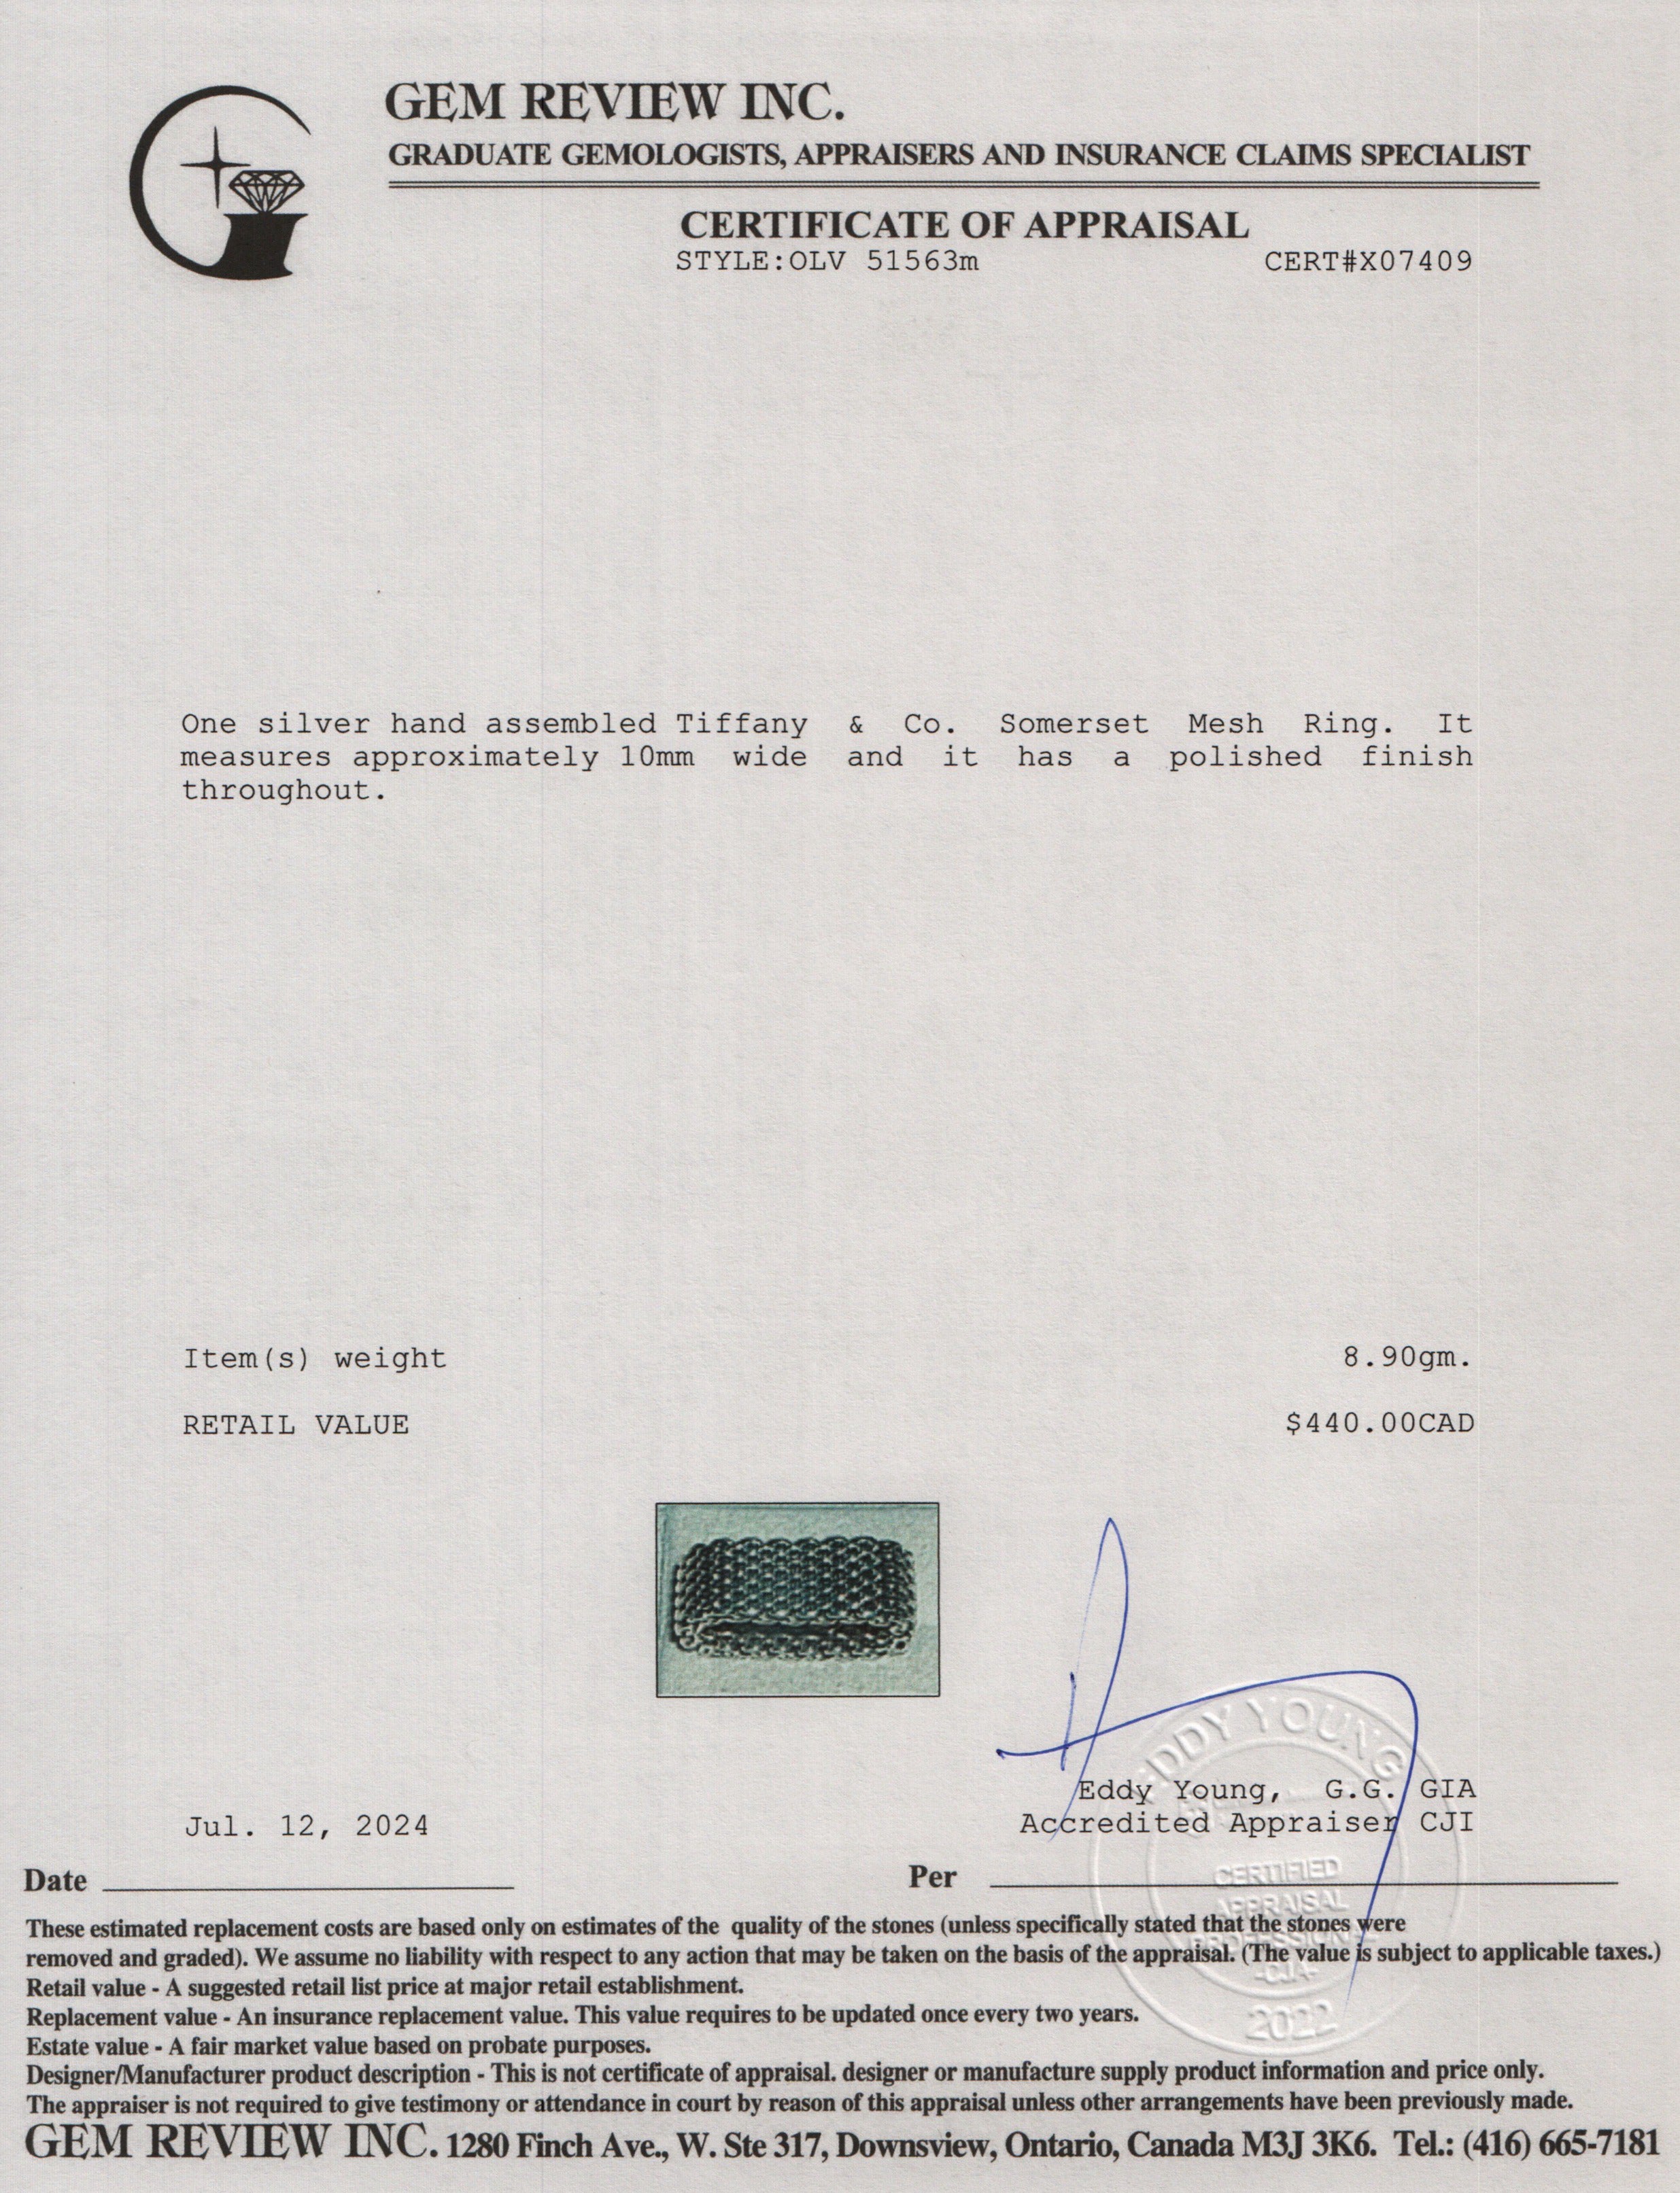 GEM REVIEW INC.
GRADUATE GEMOLOGISTS, APPRAISERS AND INSURANCE CLAIMS SPECIALIST
CERTIFICATE OF APPRAISAL
STYLE:OLV 51563m CERT#X07409
One silver hand assembled Tiffany & Co. Somerset Mesh Ring. It
measures approximately 10mm wide and it has a polished finish
throughout.
Item(s) weight 8.90gm.
RETAIL VALUE $440.00CAD
EDDY YOUNG
Eddy Young, G.G. GIA
Jul. 12, 2024 Accredited Appraiser CJI
Date Per
CERTIFIED
APPRAISAL
PROFESSIONAL
-CJA-
2022
These estimated replacement costs are based only on estimates of the quality of the stones (unless specifically stated that the stones were
removed and graded). We assume no liability with respect to any action that may be taken on the basis of the appraisal. (The value is subject to applicable taxes.)
Retail value - A suggested retail list price at major retail establishment.
Replacement value - An insurance replacement value. This value requires to be updated once every two years.
Estate value - A fair market value based on probate purposes.
Designer/Manufacturer product description - This is not certificate of appraisal. designer or manufacture supply product information and price only.
The appraiser is not required to give testimony or attendance in court by reason of this appraisal unless other arrangements have been previously made.
GEM REVIEW INC. 1280 Finch Ave., W. Ste 317, Downsview, Ontario, Canada M3J 3K6. Tel.: (416) 665-7181